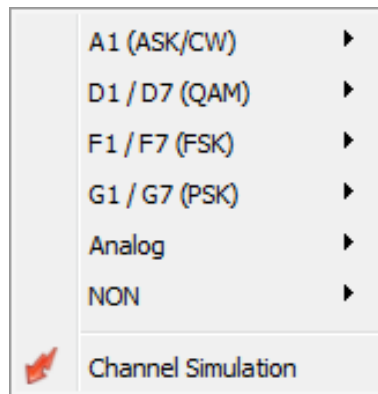 A1 (ASK/CW)
D1 / D7 (QAM)
F1 / F7 (FSK)
G1 / G7 (PSK)
Analog
NON
Channel Simulation